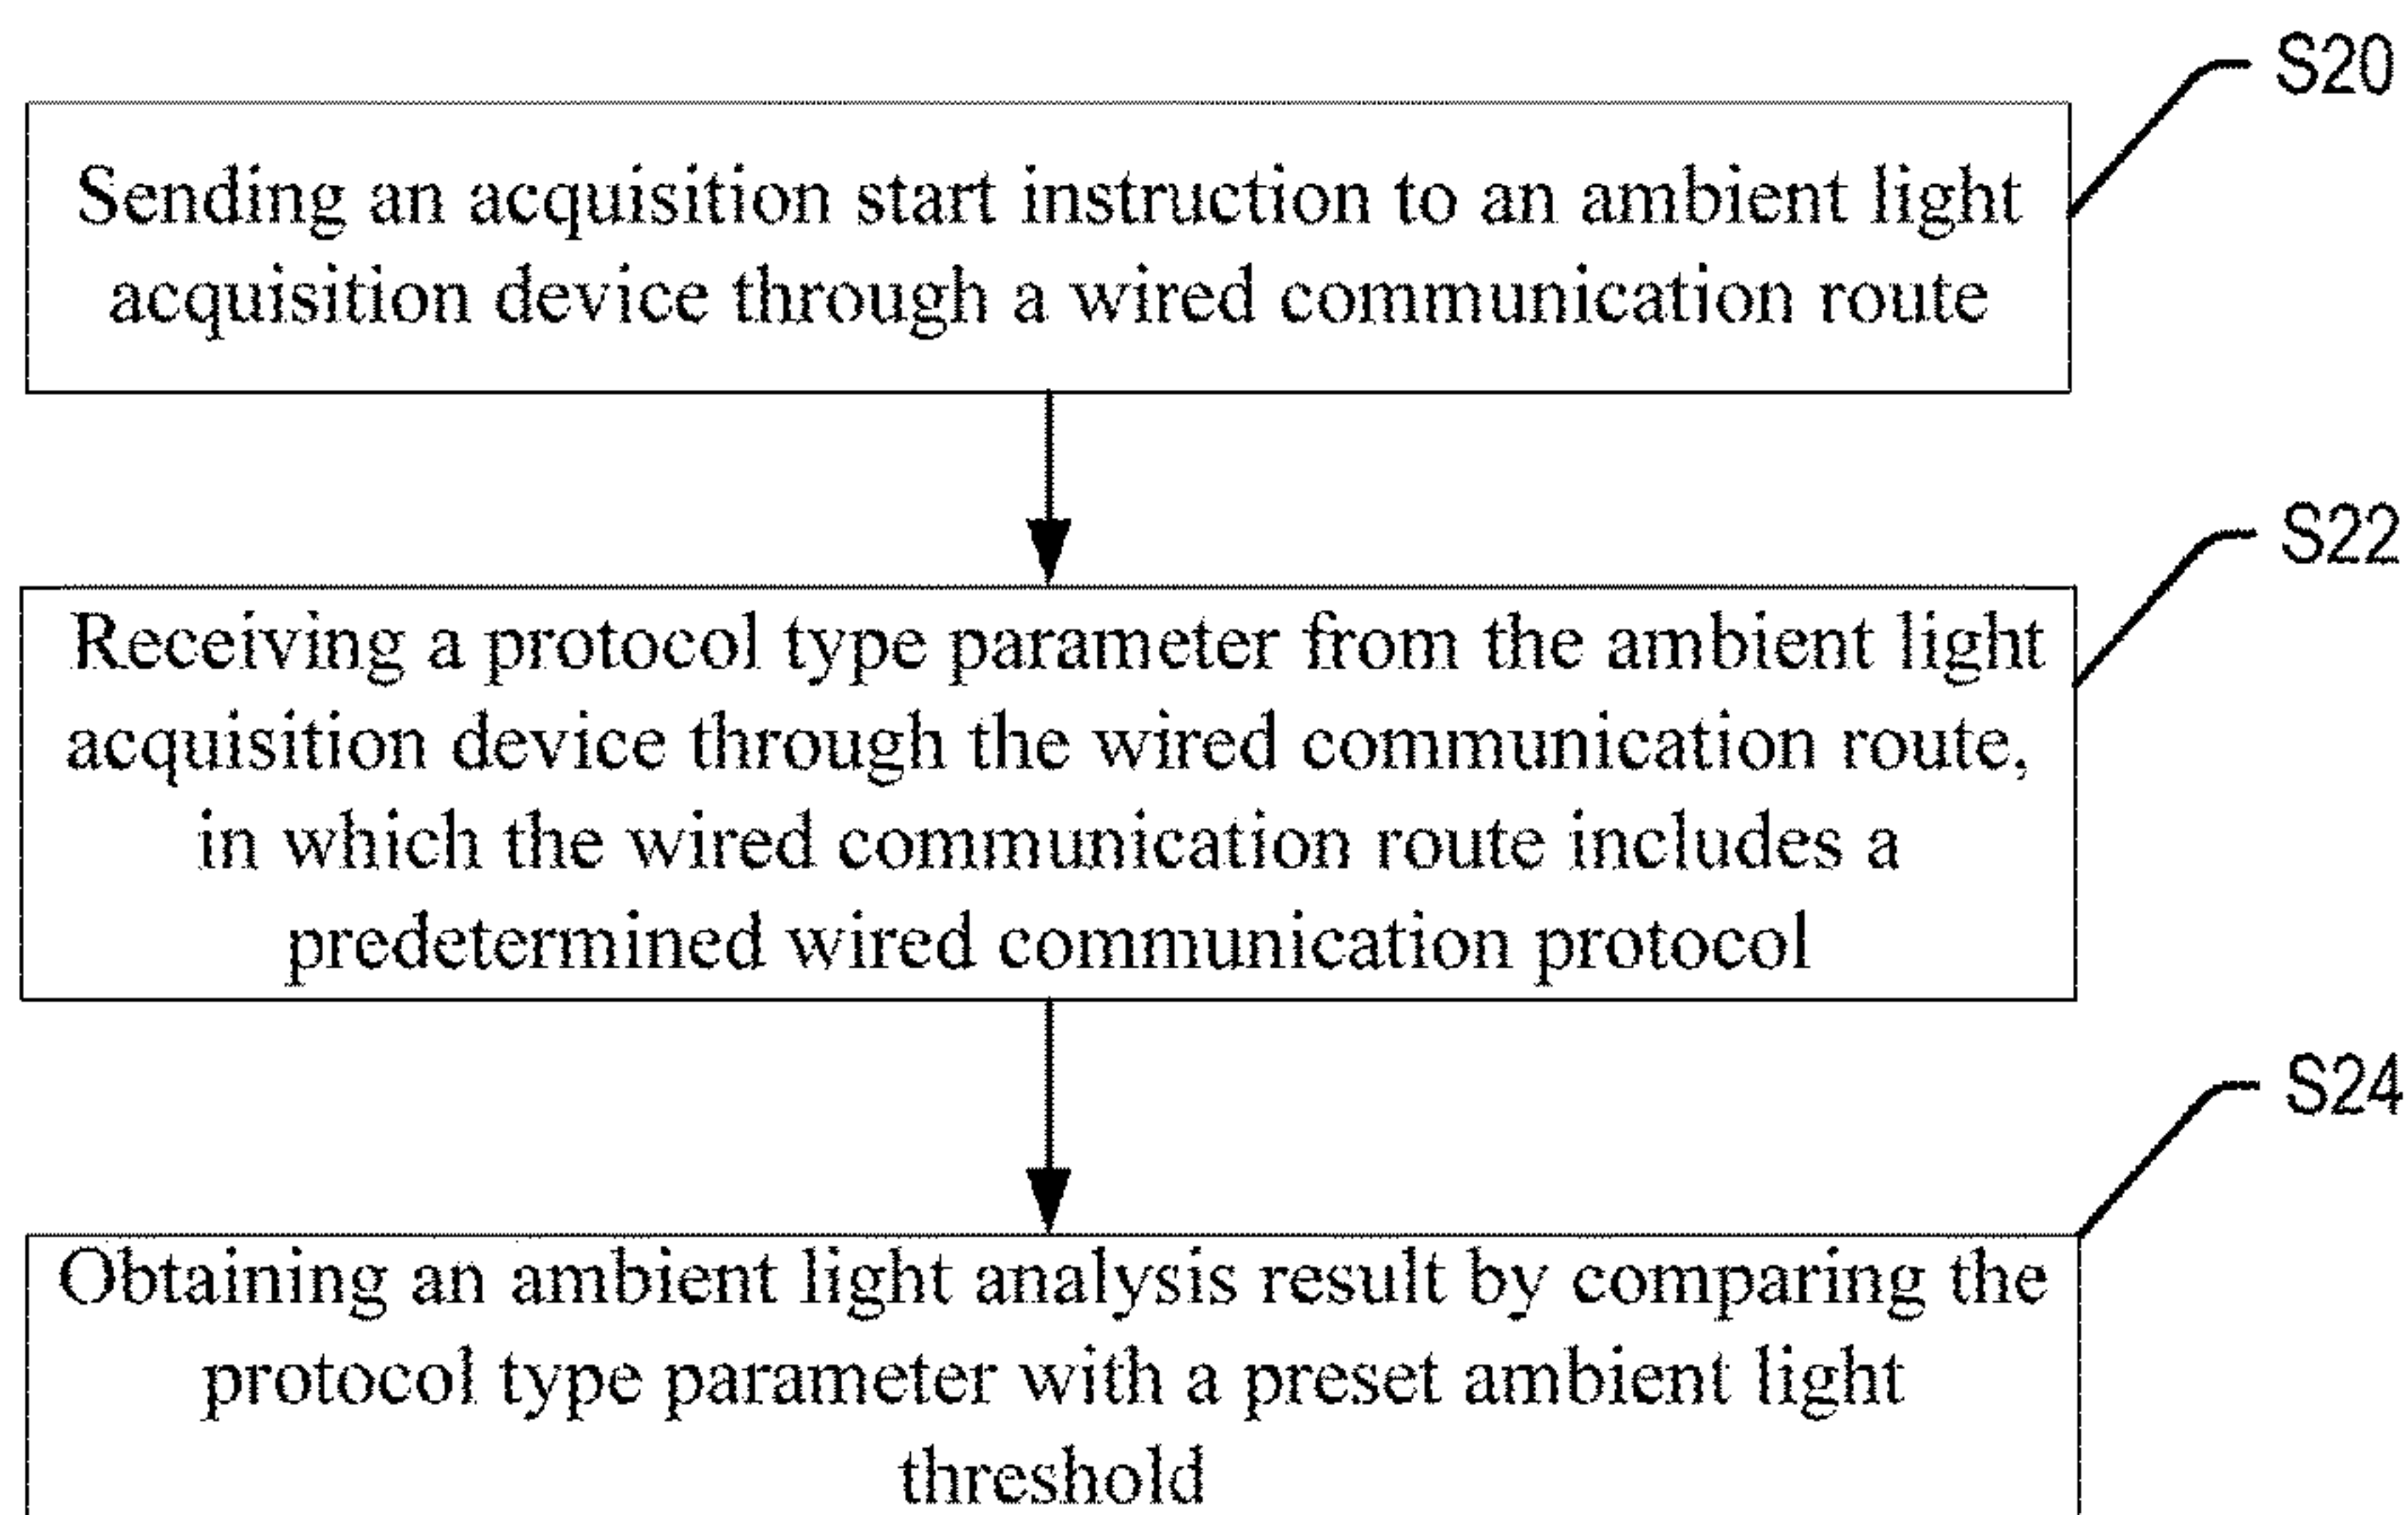 S20
Sending an acquisition start instruction to an ambient light
acquisition device through a wired communication route
S22
Receiving a protocol type parameter from the ambient light
acquisition device through the wired communication route,
in which the wired communication route includes a
predetermined wired communication protocol
S24
Obtaining an ambient light analysis result by comparing the
protocol type parameter with a preset ambient light
threshold